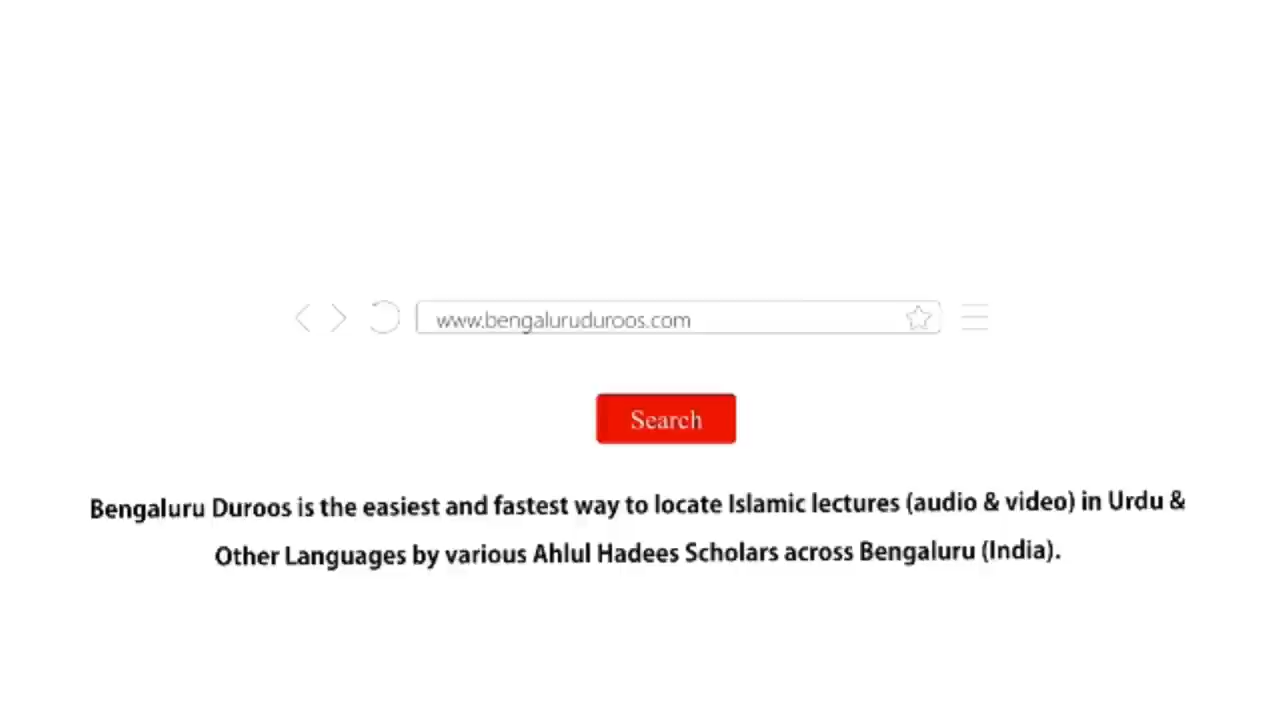 www.bengaluruduroos.com
Search
Bengaluru Duroos is the easiest and fastest way to locate Islamic lectures (audio & video) in Urdu &
Other Languages by various Ahlul Hadees Scholars across Bengaluru (India).